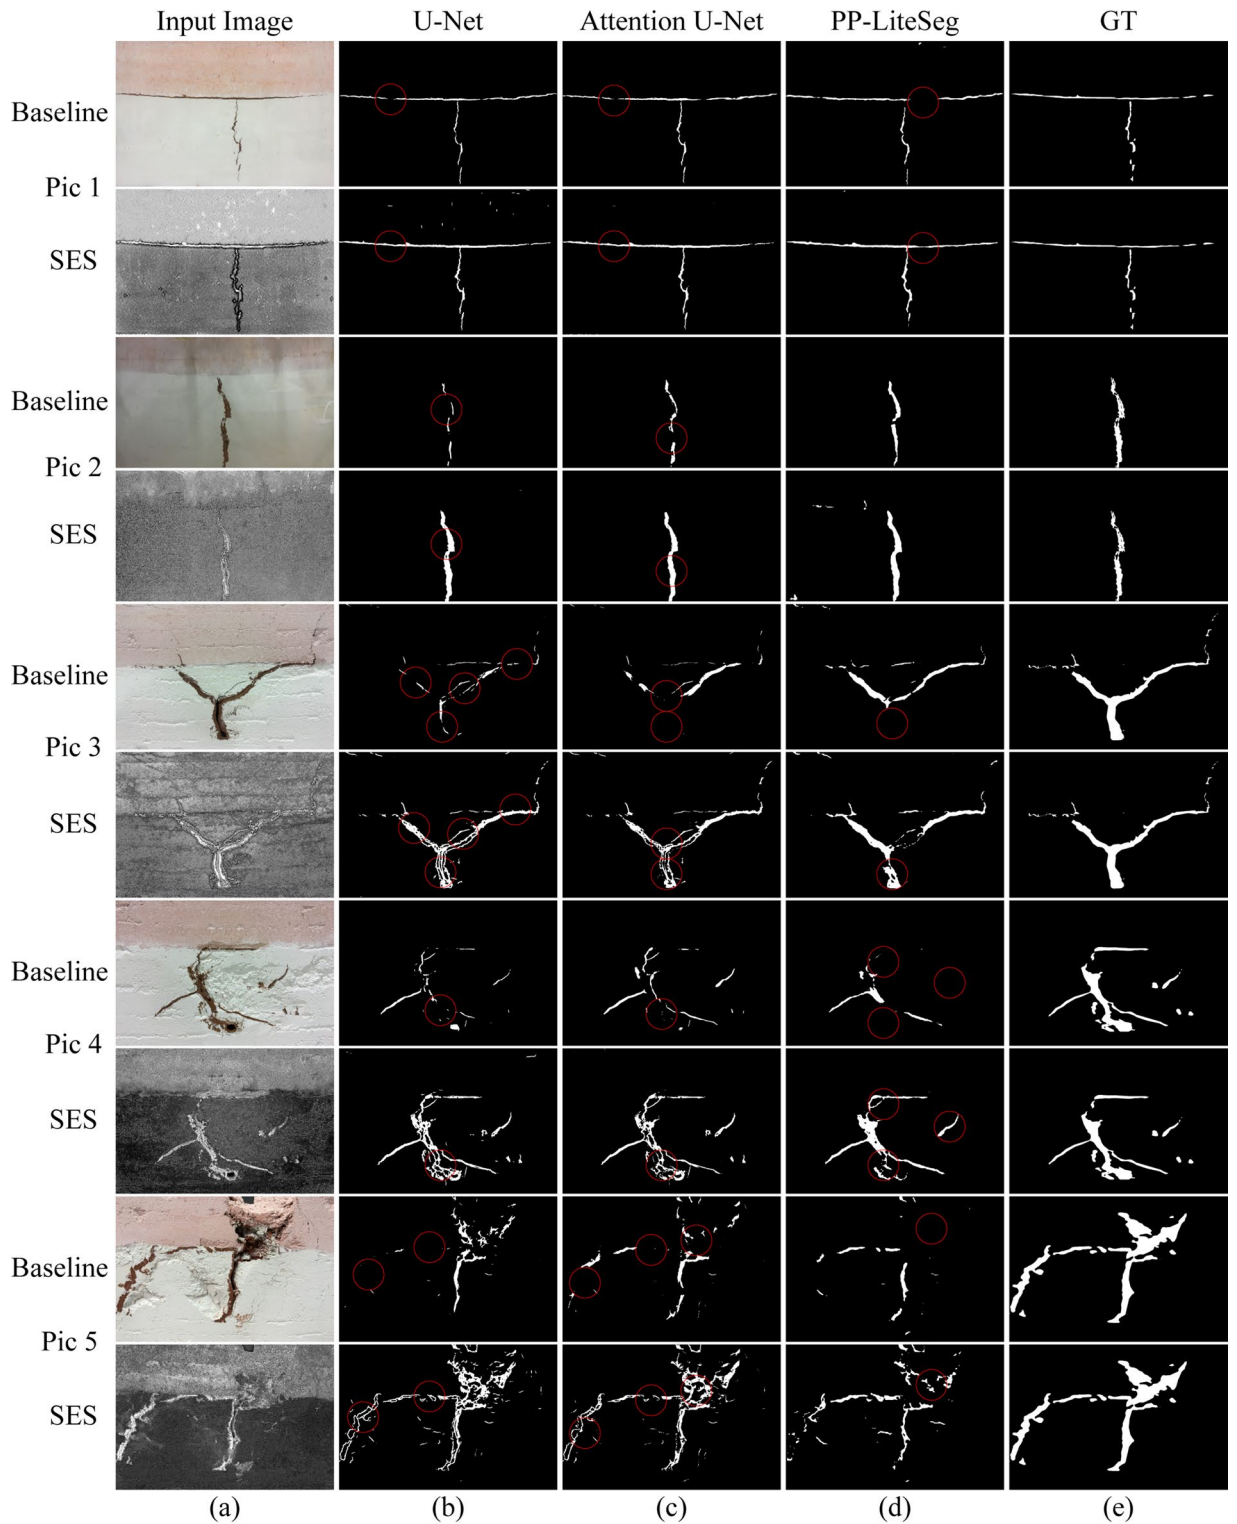 Input Image U-Net Attention U-Net PP-LiteSeg GT
Baseline
Pic 1
SES
Baseline
Pic 2
SES
Baseline
Pic 3
SES
Baseline
Pic 4
SES
Baseline
Pic 5
SES
(a) (b) (c) (d) (e)